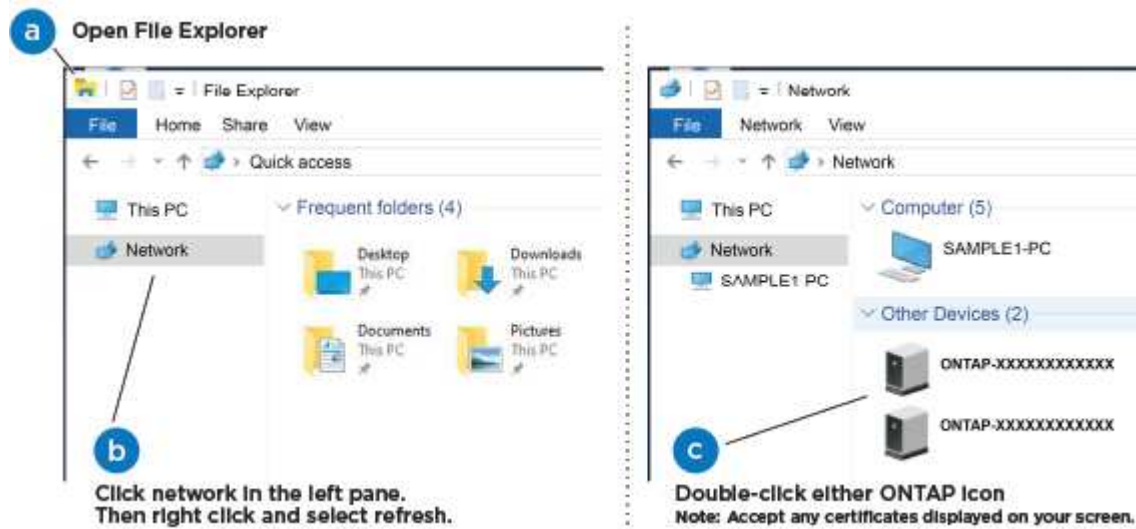 a
Open File Explorer
File Explorer
File Home Share View
Quick access
This PC
Network
Frequent folders (4)
Desktop
This PC
Downloads
This PC
Documents
This PC
Pictures
This PC
b
Click network in the left pane.
Then right click and select refresh.
Network
File Network View
Network
This PC
Network
SAMPLE1 PC
Computer (5)
SAMPLE1-PC
Other Devices (2)
ONTAP-XXXXXXXXXXXX
ONTAP-XXXXXXXXXXXX
c
Double-click either ONTAP icon
Note: Accept any certificates displayed on your screen.